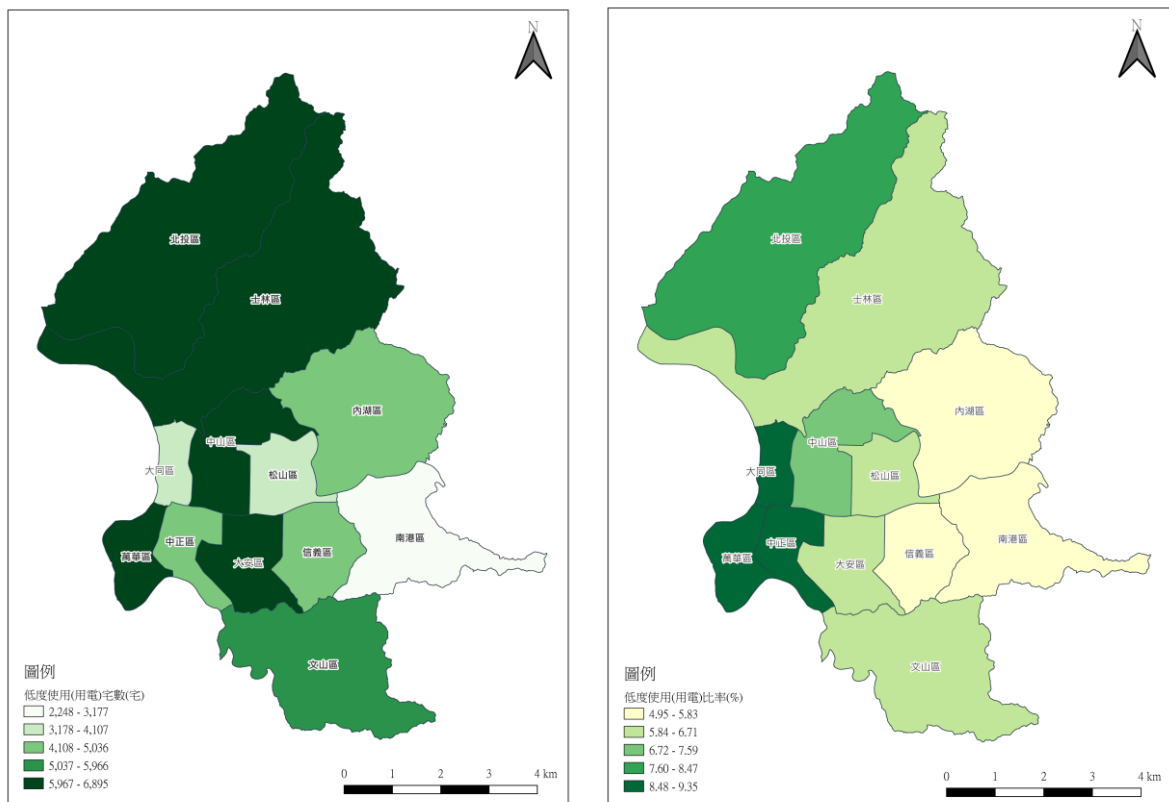 N
北投區
士林區
內湖區
中山區
大同區
松山區
南港區
萬華區
中正區
大安區
信義區
文山區
圖例
低度使用(用電)宅數(宅)
2,248 - 3,177
3,178 - 4,107
4,108 - 5,036
5,037 - 5,966
5,967 - 6,895
0 1 2 3 4 km
N
北投區
士林區
內湖區
中山區
大同區
松山區
南港區
萬華區
中正區
大安區
信義區
文山區
圖例
低度使用(用電)比率(%)
4.95 - 5.83
5.84 - 6.71
6.72 - 7.59
7.60 - 8.47
8.48 - 9.35
0 1 2 3 4 km